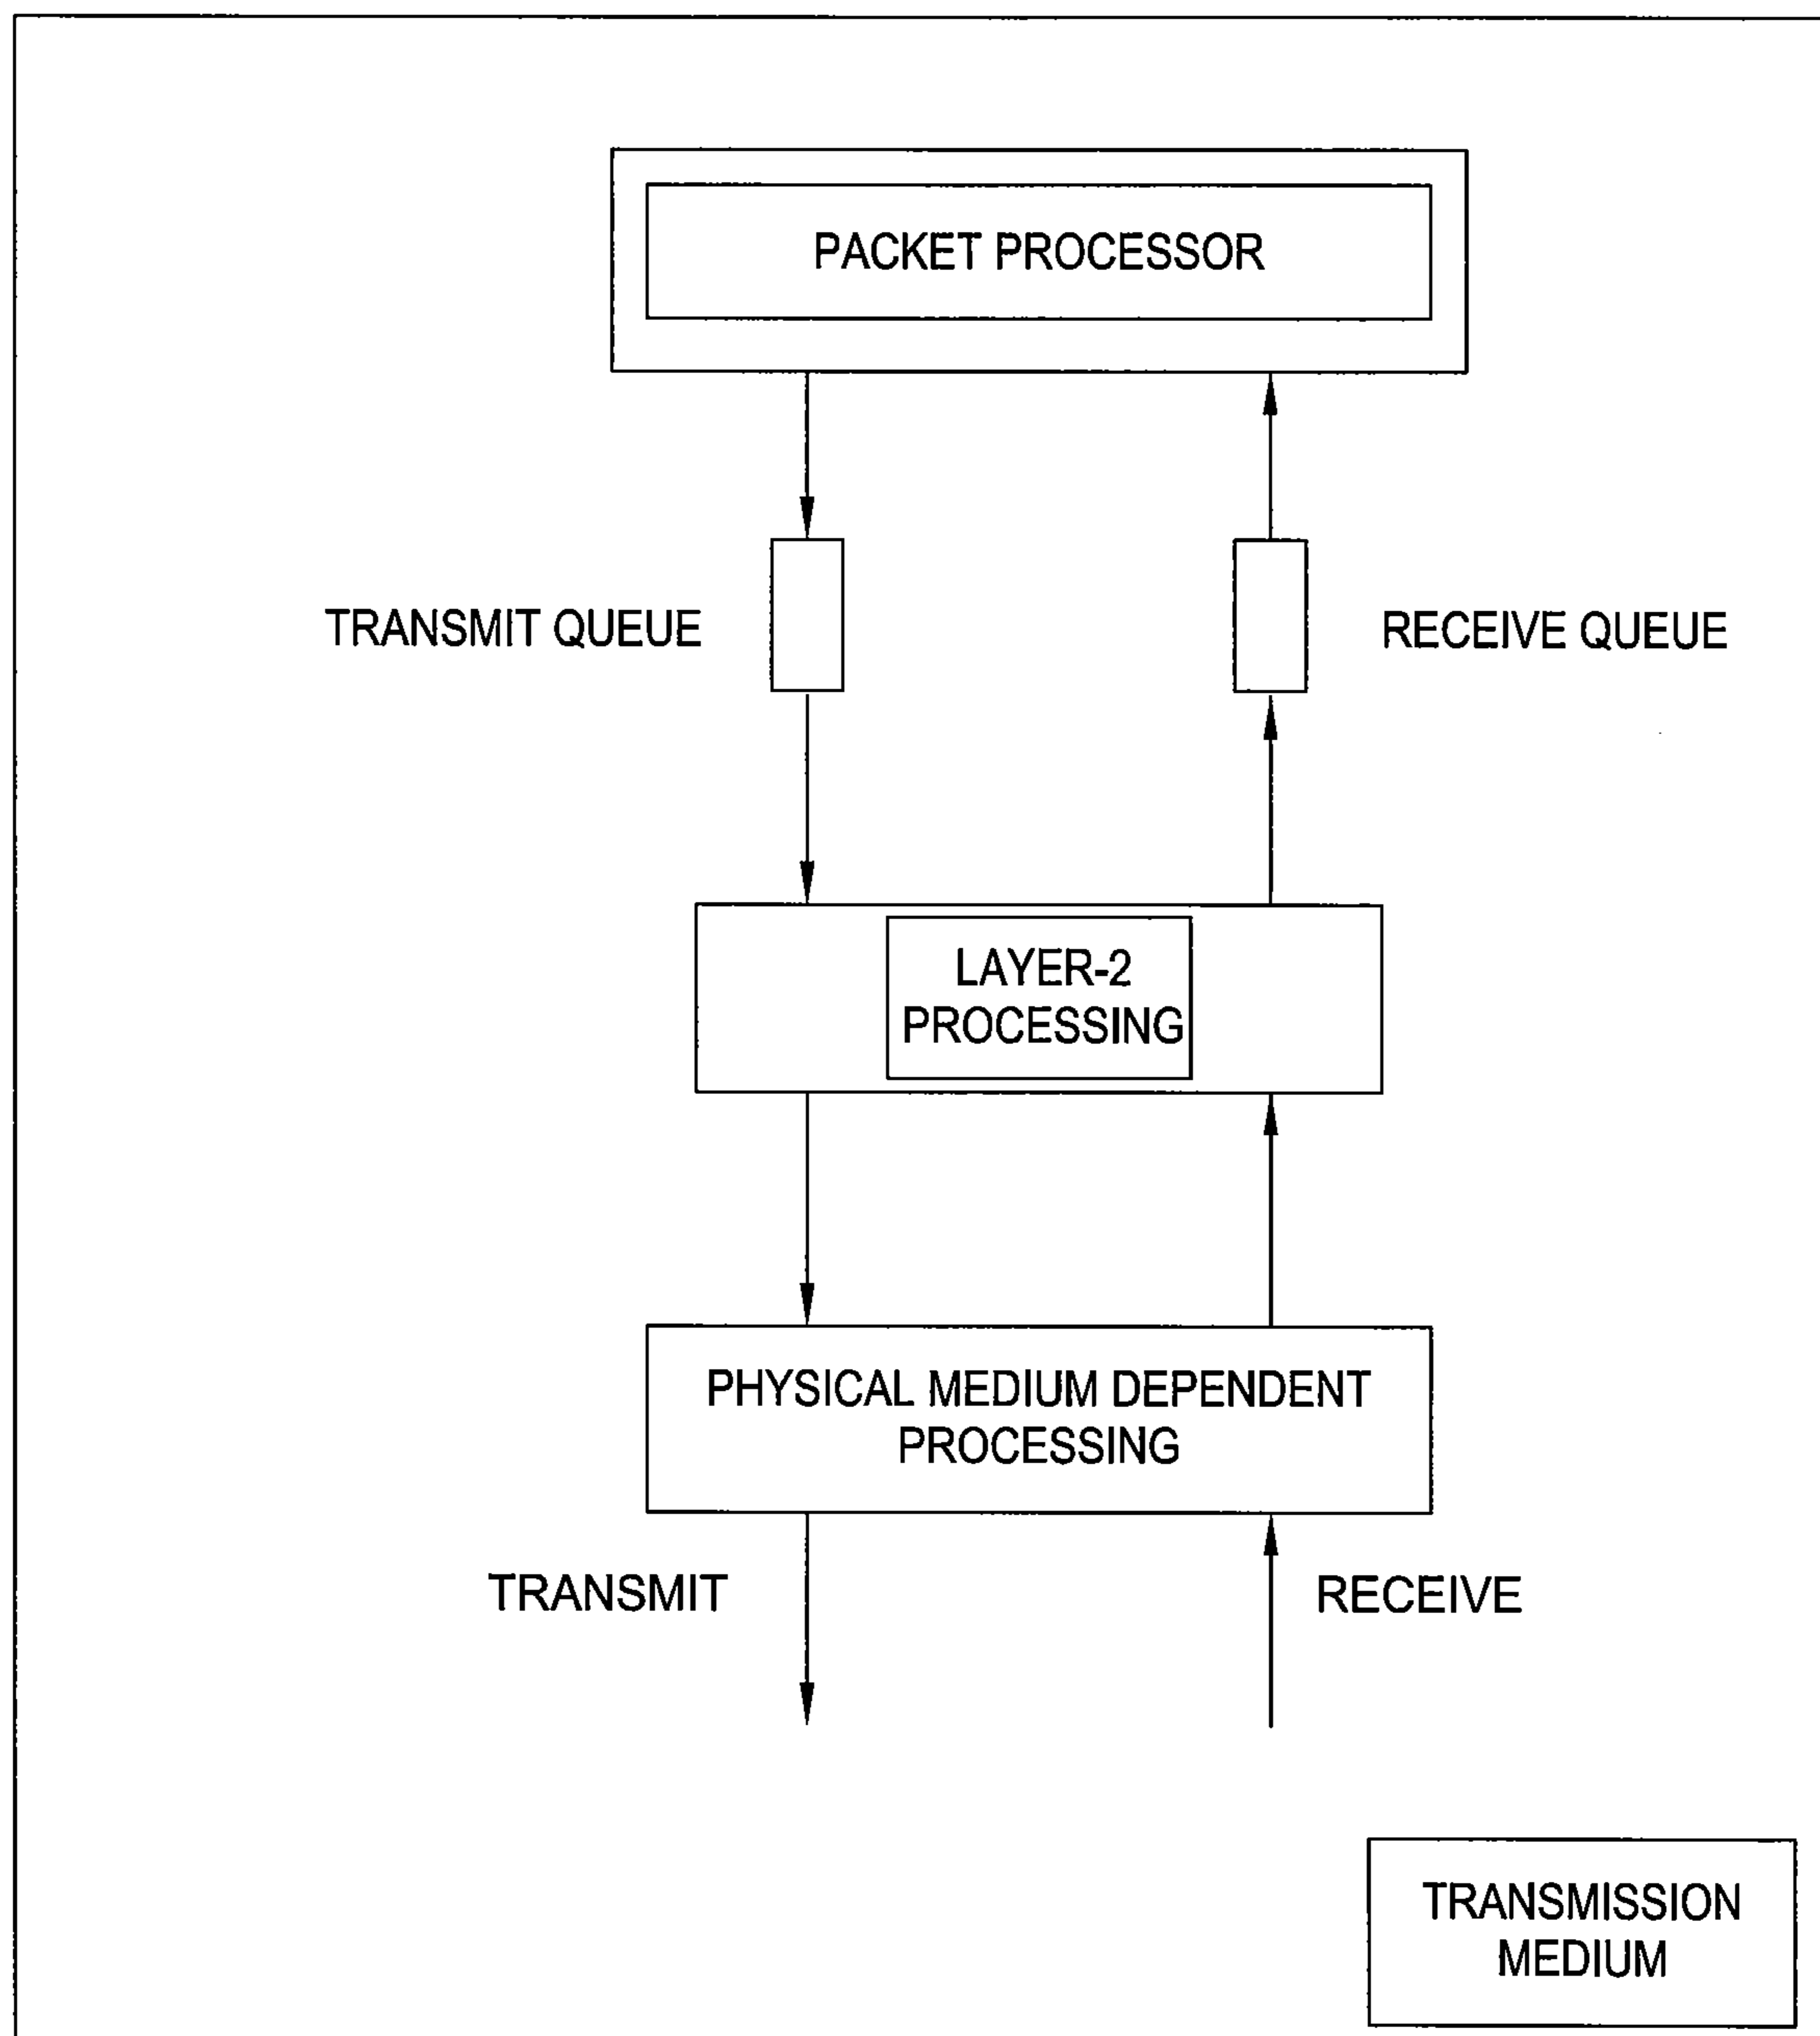 PACKET PROCESSOR
TRANSMIT QUEUE
RECEIVE QUEUE
LAYER-2
PROCESSING
PHYSICAL MEDIUM DEPENDENT
PROCESSING
TRANSMIT
RECEIVE
TRANSMISSION
MEDIUM